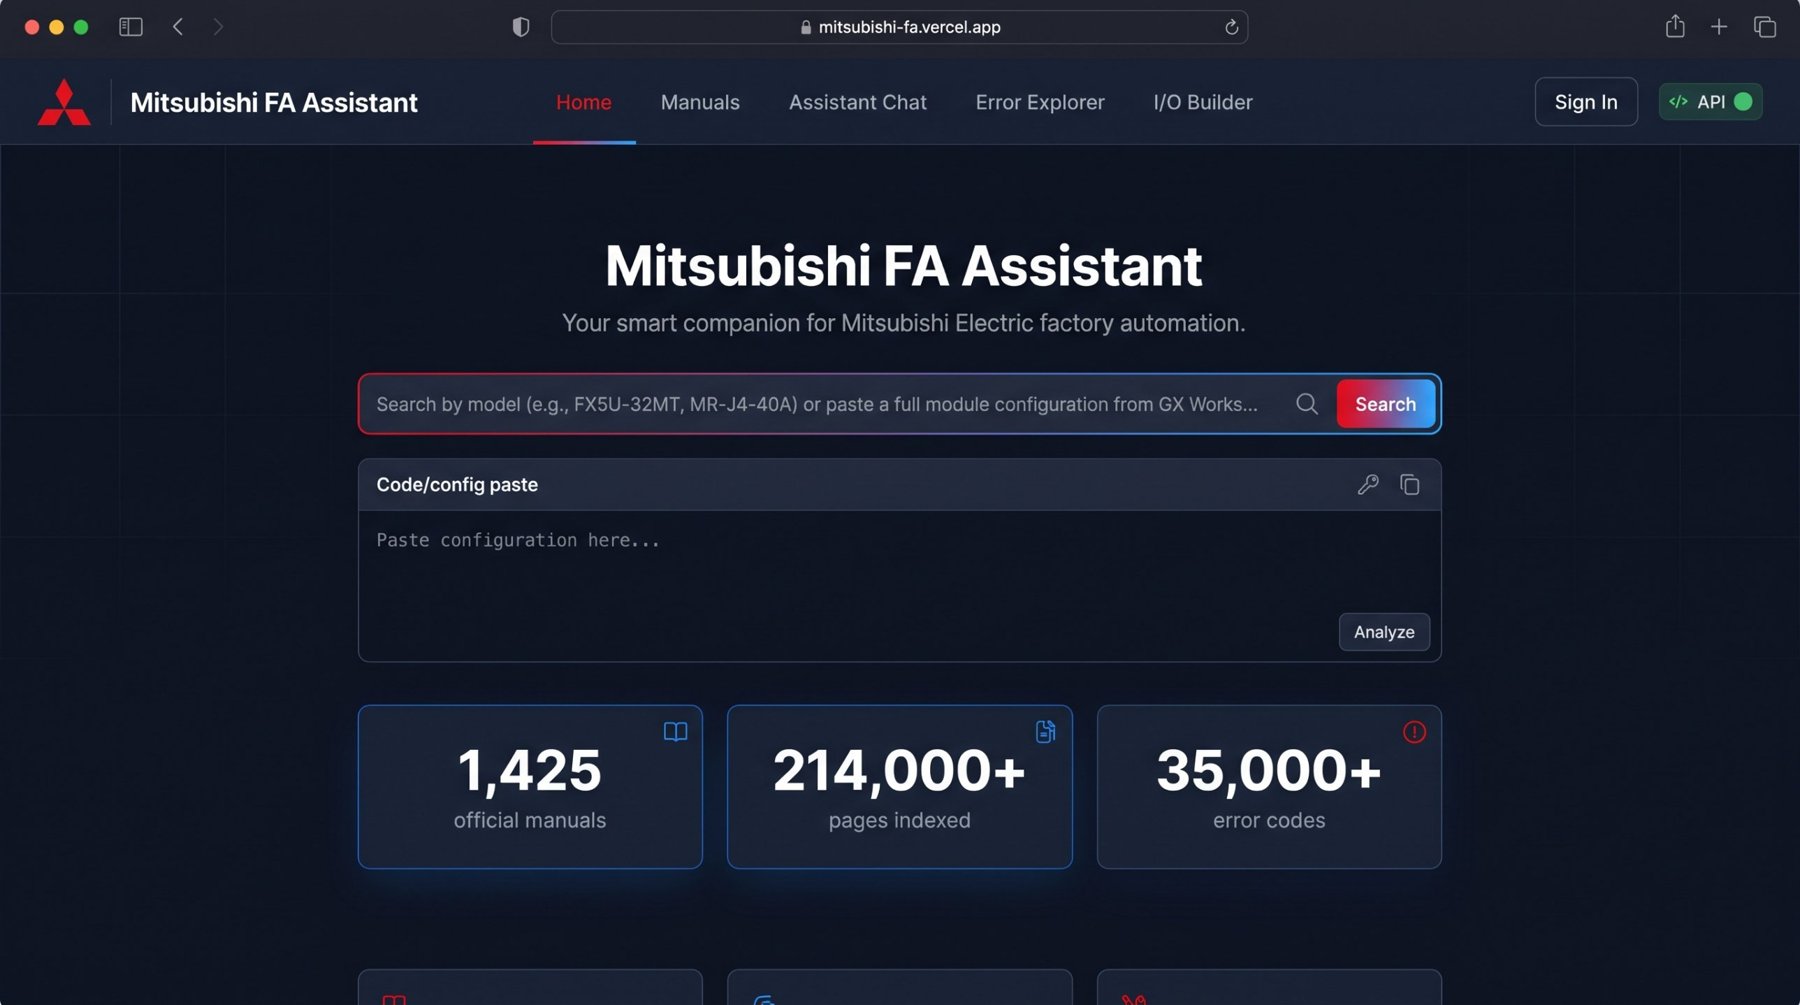 mitsubishi-fa.vercel.app
Mitsubishi FA Assistant
Home
Manuals
Assistant Chat
Error Explorer
I/O Builder
Sign In
</> API
Mitsubishi FA Assistant
Your smart companion for Mitsubishi Electric factory automation.
Search by model (e.g., FX5U-32MT, MR-J4-40A) or paste a full module configuration from GX Works...
Search
Code/config paste
Paste configuration here...
Analyze
1,425
official manuals
214,000+
pages indexed
35,000+
error codes